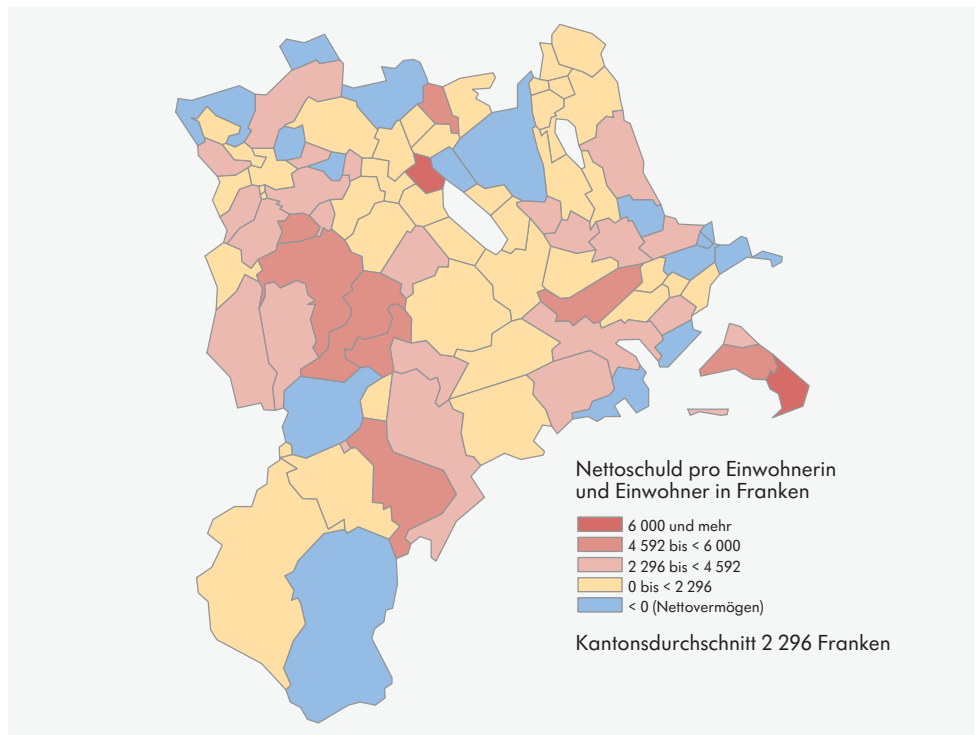 Nettoschuld pro Einwohnerin
und Einwohner in Franken
6 000 und mehr
4 592 bis < 6 000
2 296 bis < 4 592
0 bis < 2 296
< 0 (Nettovermögen)
Kantonsdurchschnitt 2 296 Franken